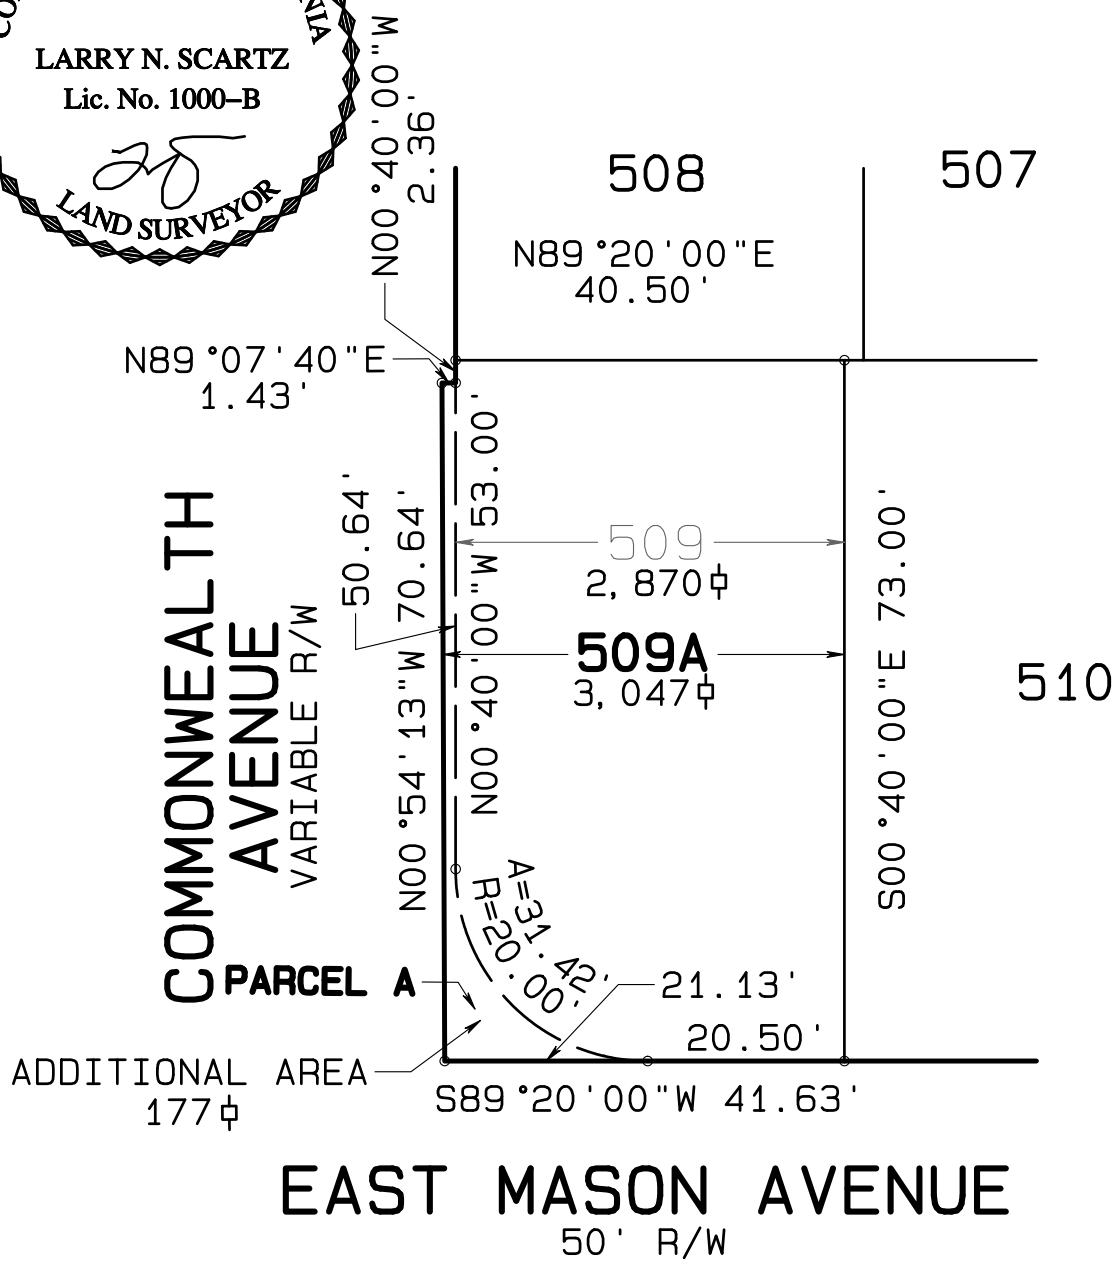 LARRY N. SCARTZ
Lic. No. 1000–B
LAND SURVEYOR
N00°40'00"W
2.36'
508
507
N89°20'00"E
40.50'
N89°07'40"E
1.43'
COMMONWEALTH
AVENUE
VARIABLE R/W
50.64'
N00°54'13"W 70.64'
N00°40'00"W 53.00'
509
2,870
509A
3,047
S00°40'00"E 73.00'
510
A=31.42'
R=20.00'
PARCEL A
21.13'
20.50'
ADDITIONAL AREA
177
S89°20'00"W 41.63'
EAST MASON AVENUE
50' R/W